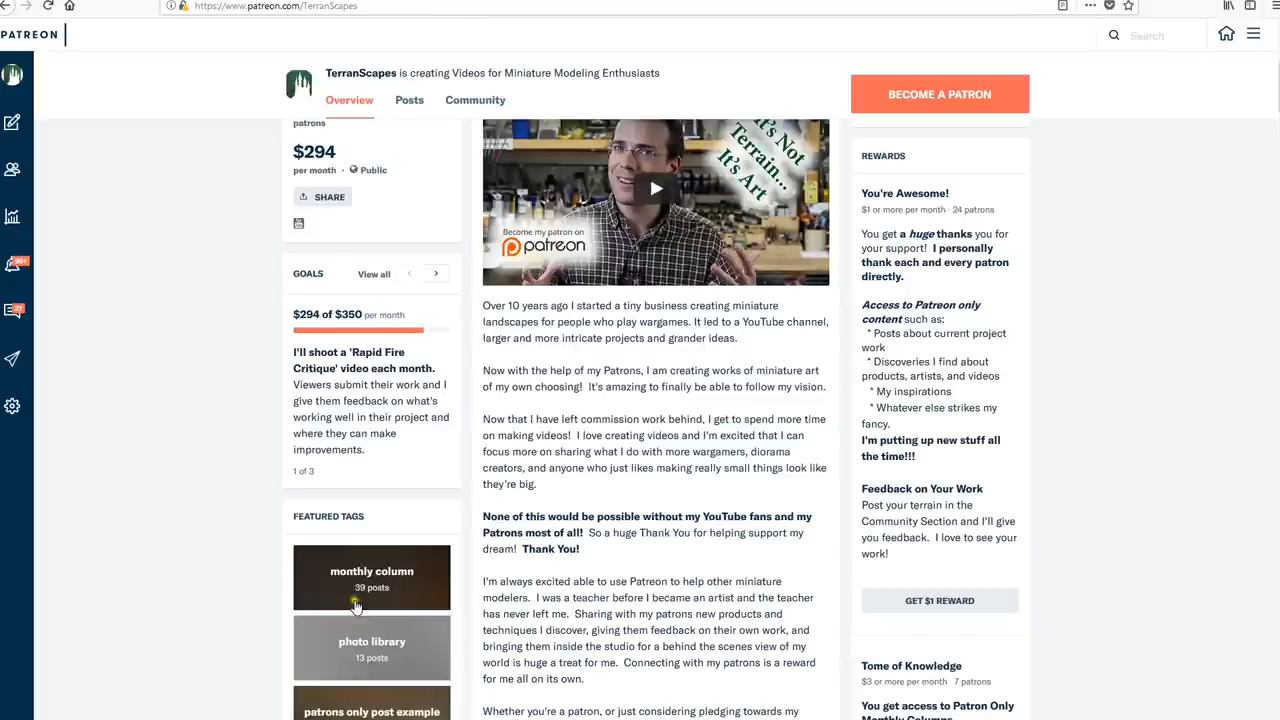 https://www.patreon.com/TerranScapes
PATREON
Search
TerranScapes is creating Videos for Miniature Modeling Enthusiasts
Overview
Posts
Community
BECOME A PATRON
patrons
$294
per month · Public
SHARE
GOALS
View all
$294 of $350 per month
I'll shoot a 'Rapid Fire
Critique' video each month.
Viewers submit their work and I
give them feedback on what's
working well in their project and
where they can make
improvements.
1 of 3
FEATURED TAGS
monthly column
39 posts
photo library
13 posts
patrons only post example
It's Not
Terrain...
It's Art
Become my patron on
patreon
Over 10 years ago I started a tiny business creating miniature
landscapes for people who play wargames. It led to a YouTube channel,
larger and more intricate projects and grander ideas.
Now with the help of my Patrons, I am creating works of miniature art
of my own choosing! It's amazing to finally be able to follow my vision.
Now that I have left commission work behind, I get to spend more time
on making videos! I love creating videos and I'm excited that I can
focus more on sharing what I do with more wargamers, diorama
creators, and anyone who just likes making really small things look like
they're big.
None of this would be possible without my YouTube fans and my
Patrons most of all! So a huge Thank You for helping support my
dream! Thank You!
I'm always excited able to use Patreon to help other miniature
modelers. I was a teacher before I became an artist and the teacher
has never left me. Sharing with my patrons new products and
techniques I discover, giving them feedback on their own work, and
bringing them inside the studio for a behind the scenes view of my
world is huge a treat for me. Connecting with my patrons is a reward
for me all on its own.
Whether you're a patron, or just considering pledging towards my
REWARDS
You're Awesome!
$1 or more per month · 24 patrons
You get a huge thanks you for
your support! I personally
thank each and every patron
directly.
Access to Patreon only
content such as:
* Posts about current project
work
* Discoveries I find about
products, artists, and videos
* My inspirations
* Whatever else strikes my
fancy.
I'm putting up new stuff all
the time!!!
Feedback on Your Work
Post your terrain in the
Community Section and I'll give
you feedback. I love to see your
work!
GET $1 REWARD
Tome of Knowledge
$3 or more per month · 7 patrons
You get access to Patron Only
Monthly Columns